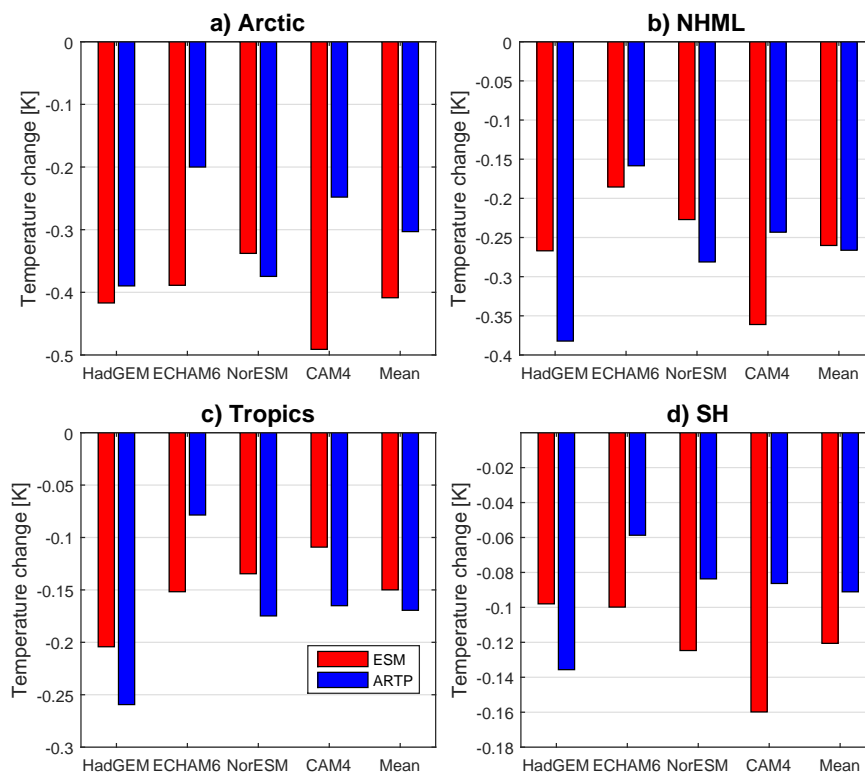 a) Arctic
0
-0.1
-0.2
-0.3
-0.4
-0.5
Temperature change [K]
HadGEM ECHAM6 NorESM CAM4 Mean
b) NHML
0
-0.05
-0.1
-0.15
-0.2
-0.25
-0.3
-0.35
-0.4
Temperature change [K]
HadGEM ECHAM6 NorESM CAM4 Mean
c) Tropics
0
-0.05
-0.1
-0.15
-0.2
-0.25
-0.3
Temperature change [K]
ESM
ARTP
HadGEM ECHAM6 NorESM CAM4 Mean
d) SH
-0.02
-0.04
-0.06
-0.08
-0.1
-0.12
-0.14
-0.16
-0.18
Temperature change [K]
HadGEM ECHAM6 NorESM CAM4 Mean